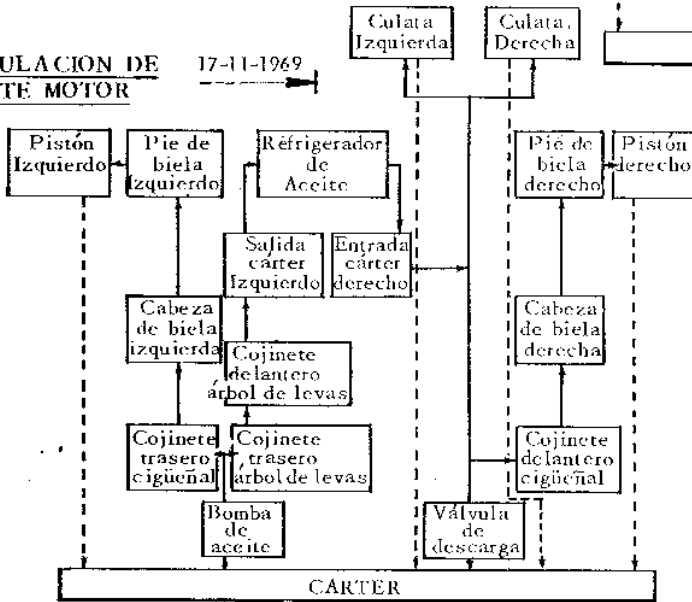 Culata
Izquierda
Culata.
Derecha
ULACION DE
TE MOTOR
17-11-1969
Pistón
Izquierdo
Pie de
biela
Izquierdo
Refrigerador
de
Aceite
Pié de
biela
derecho
Pistón
derecho
Salida
cárter
Izquierdo
Entrada
cárter
derecho
Cabeza
de biela
izquierda
Cabeza
de biela
derecha
Cojinete
delantero
árbol de levas
Cojinete
trasero
cigüeñal
Cojinete
trasero
árbol de levas
Cojinete
delantero
cigüeñal
Bomba
de
aceite
Válvula
de
descarga
CARTER